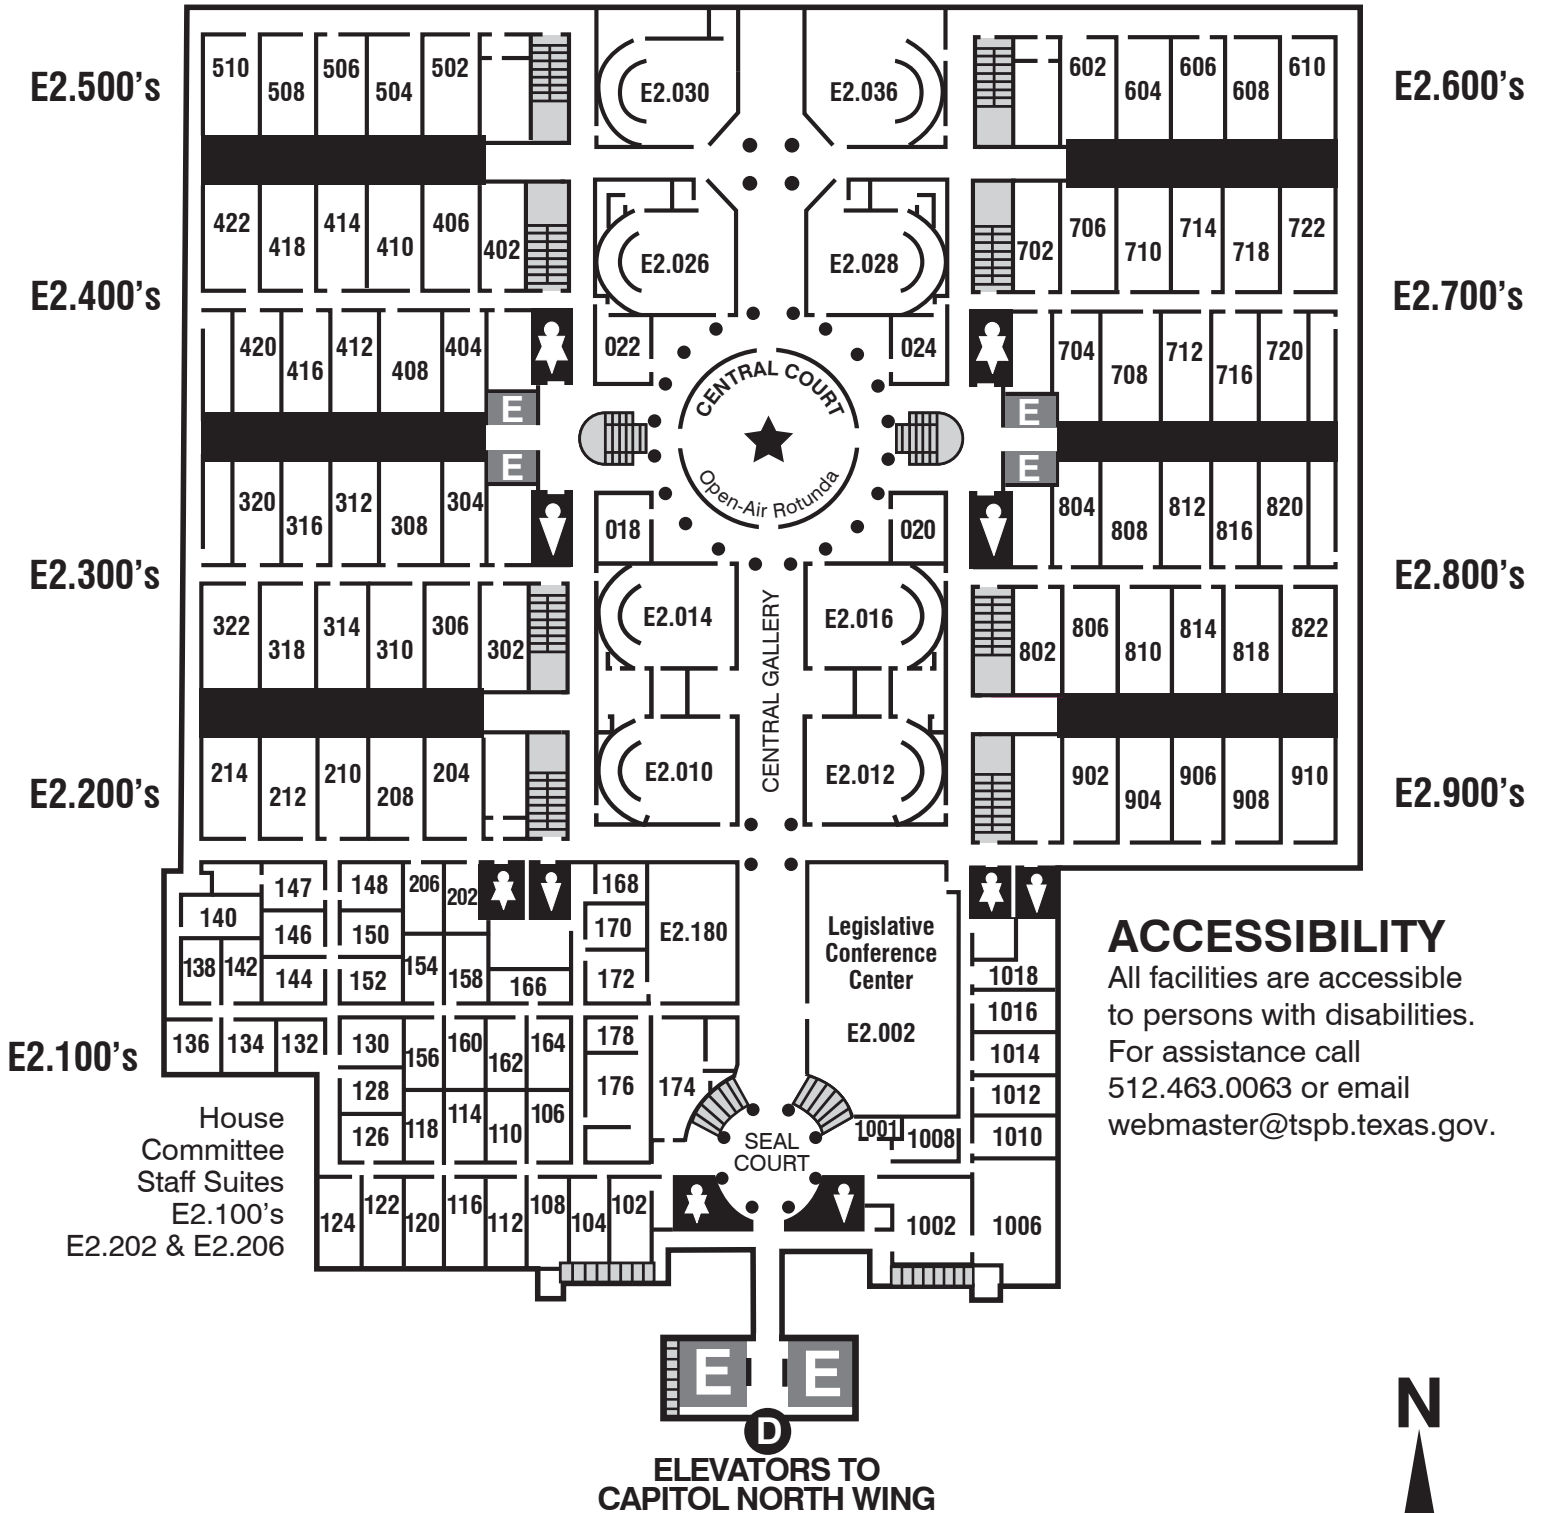 E2.500's
510
508
506
504
502
E2.030
E2.036
602
604
606
608
610
E2.600's
422
418
414
410
406
402
E2.026
E2.028
702
706
710
714
718
722
E2.400's
E2.700's
420
416
412
408
404
022
024
704
708
712
716
720
CENTRAL COURT
E
E
E
E
Open-Air Rotunda
320
316
312
308
304
018
020
804
808
812
816
820
E2.300's
E2.800's
322
318
314
310
306
302
E2.014
E2.016
802
806
810
814
818
822
CENTRAL GALLERY
E2.200's
214
212
210
208
204
E2.010
E2.012
902
904
906
908
910
E2.900's
147
148
206
202
168
140
146
150
170
E2.180
138
142
144
152
154
158
166
172
Legislative
Conference
Center
E2.002
1018
1016
1014
1012
1010
ACCESSIBILITY
All facilities are accessible
to persons with disabilities.
For assistance call
512.463.0063 or email
webmaster@tspb.texas.gov.
E2.100's
136
134
132
130
156
160
162
164
178
128
176
174
126
118
114
110
106
SEAL
COURT
1001
1008
House
Committee
Staff Suites
E2.100's
E2.202 & E2.206
124
122
120
116
112
108
104
102
1002
1006
E
E
D
ELEVATORS TO
CAPITOL NORTH WING
N